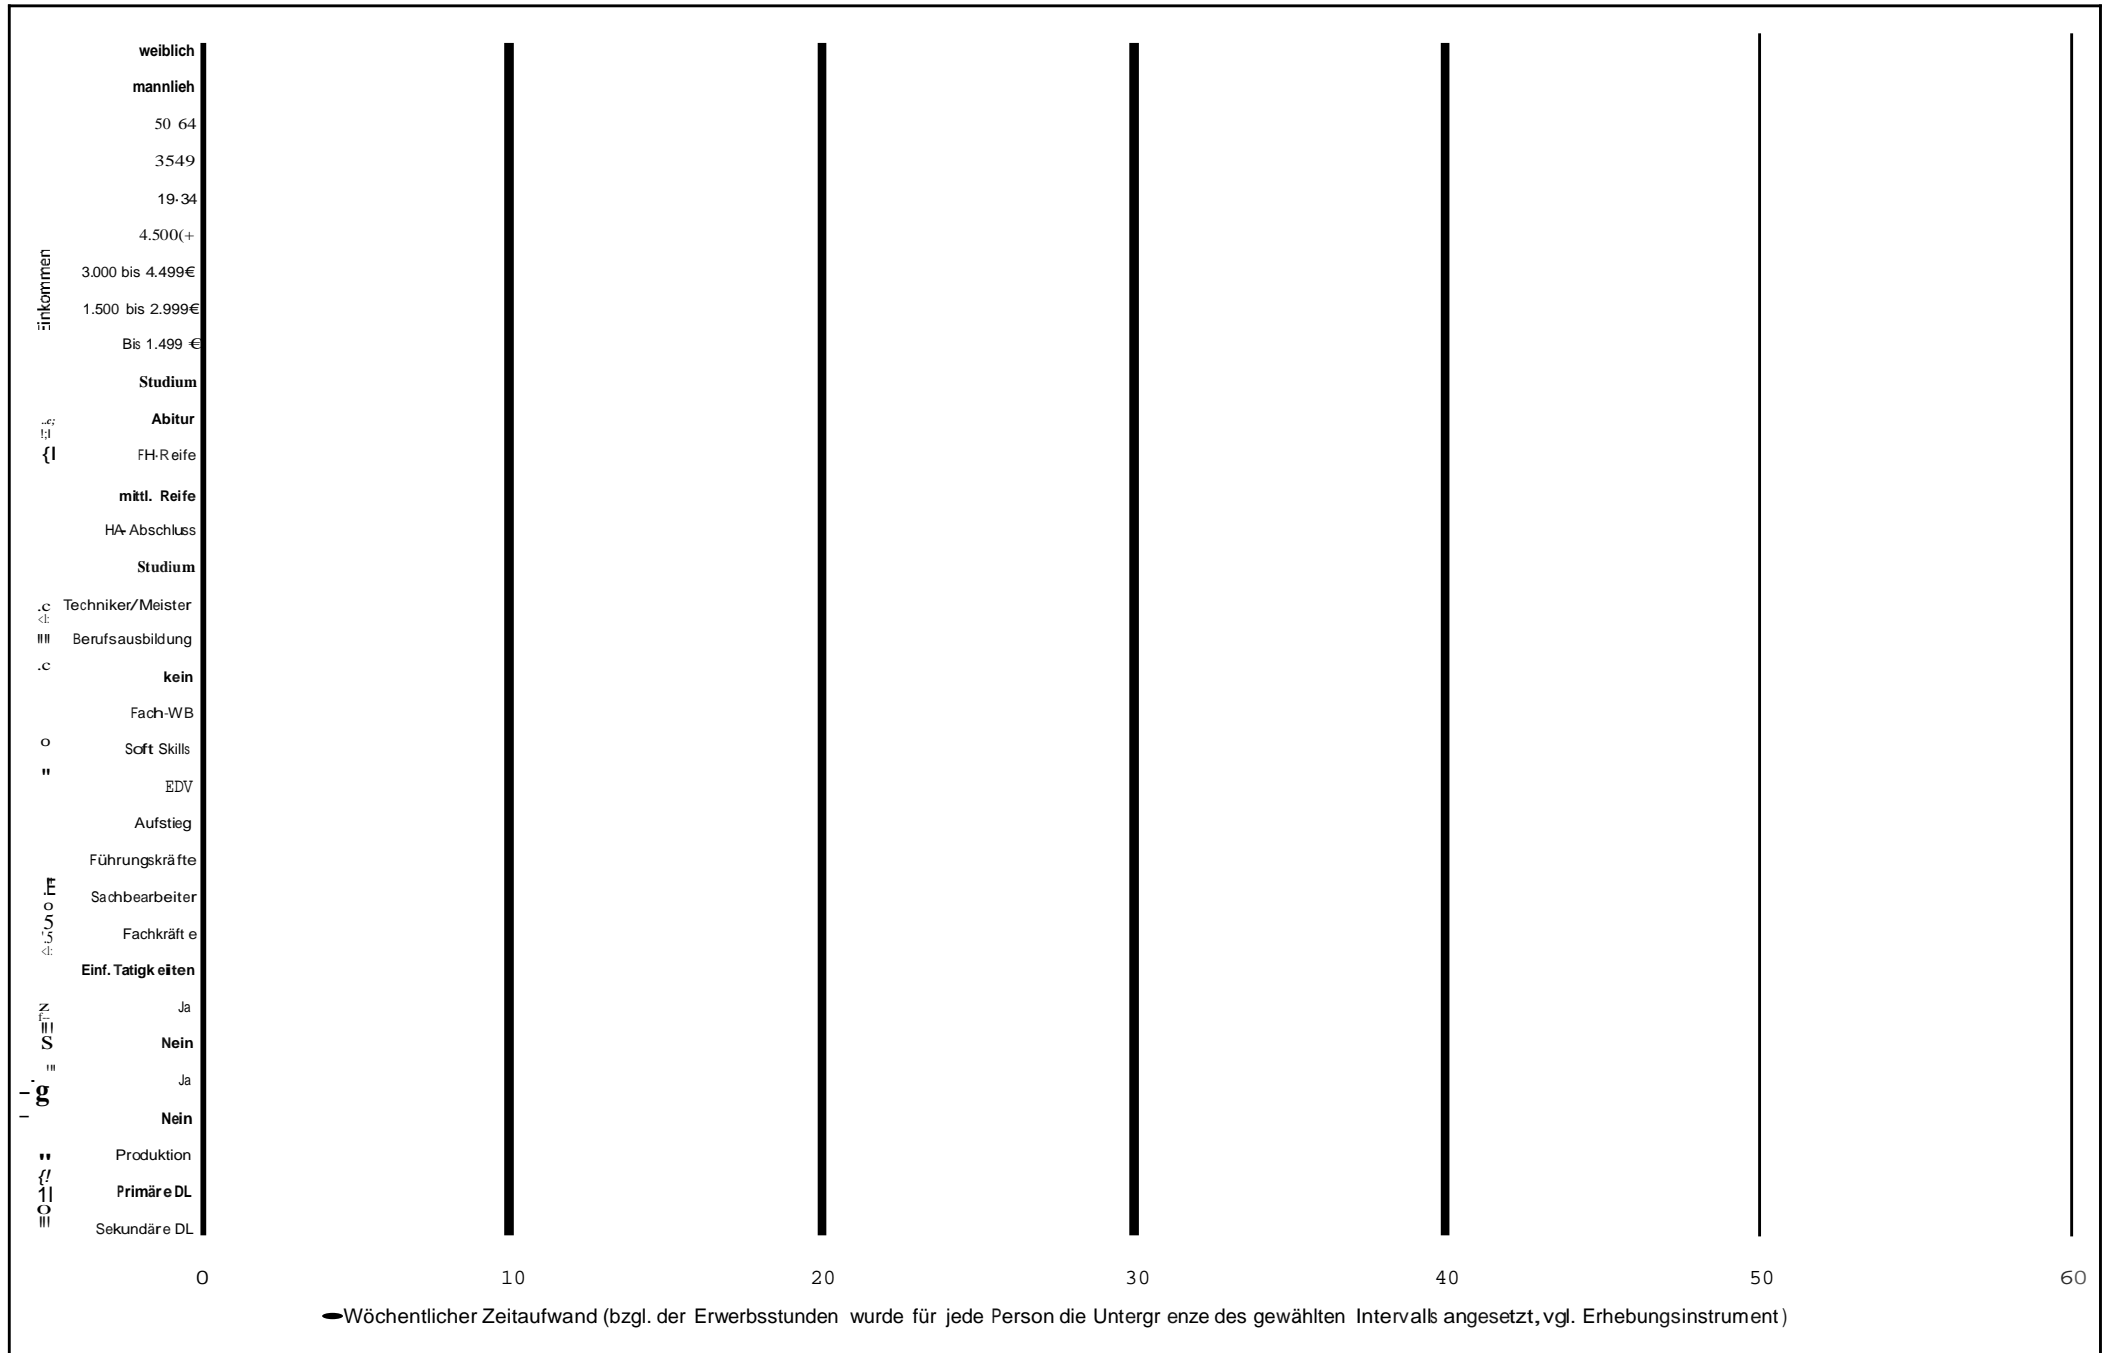 weiblich
mannlieh
50 64
3549
19·34
4.500(+
3.000 bis 4.499€
1.500 bis 2.999€
Bis 1.499 €
Einkommen
Studium
Abitur
FH·Reife
mittl. Reife
HA-Abschluss
Studium
Techniker/Meister
Berufsausbildung
kein
Fach-WB
Soft Skills
EDV
Aufstieg
Führungskräfte
Sachbearbeiter
Fachkräfte
Einf. Tatigkeiten
Ja
Nein
Ja
Nein
Produktion
Primäre DL
Sekundäre DL
0 10 20 30 40 50 60
Wöchentlicher Zeitaufwand (bzgl. der Erwerbsstunden wurde für jede Person die Untergr enze des gewählten Intervalls angesetzt, vgl. Erhebungsinstrument)